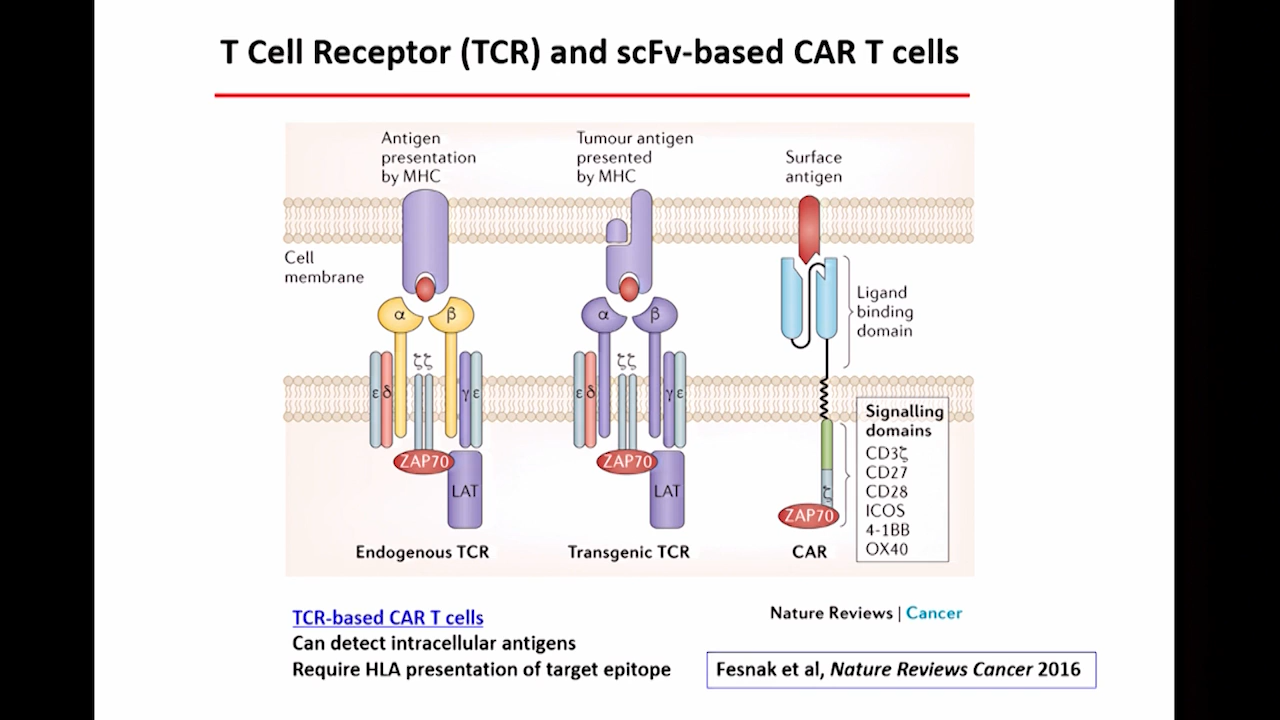 T Cell Receptor (TCR) and scFv-based CAR T cells
Antigen
presentation
by MHC
Tumour antigen
presented
by MHC
Surface
antigen
Cell
membrane
α
β
ζζ
ε
δ
γ
ε
ZAP70
LAT
Endogenous TCR
α
β
ζζ
ε
δ
γ
ε
ZAP70
LAT
Transgenic TCR
Ligand
binding
domain
ζ
ZAP70
CAR
Signalling
domains
CD3ζ
CD27
CD28
ICOS
4-1BB
OX40
TCR-based CAR T cells
Can detect intracellular antigens
Require HLA presentation of target epitope
Nature Reviews | Cancer
Fesnak et al, Nature Reviews Cancer 2016